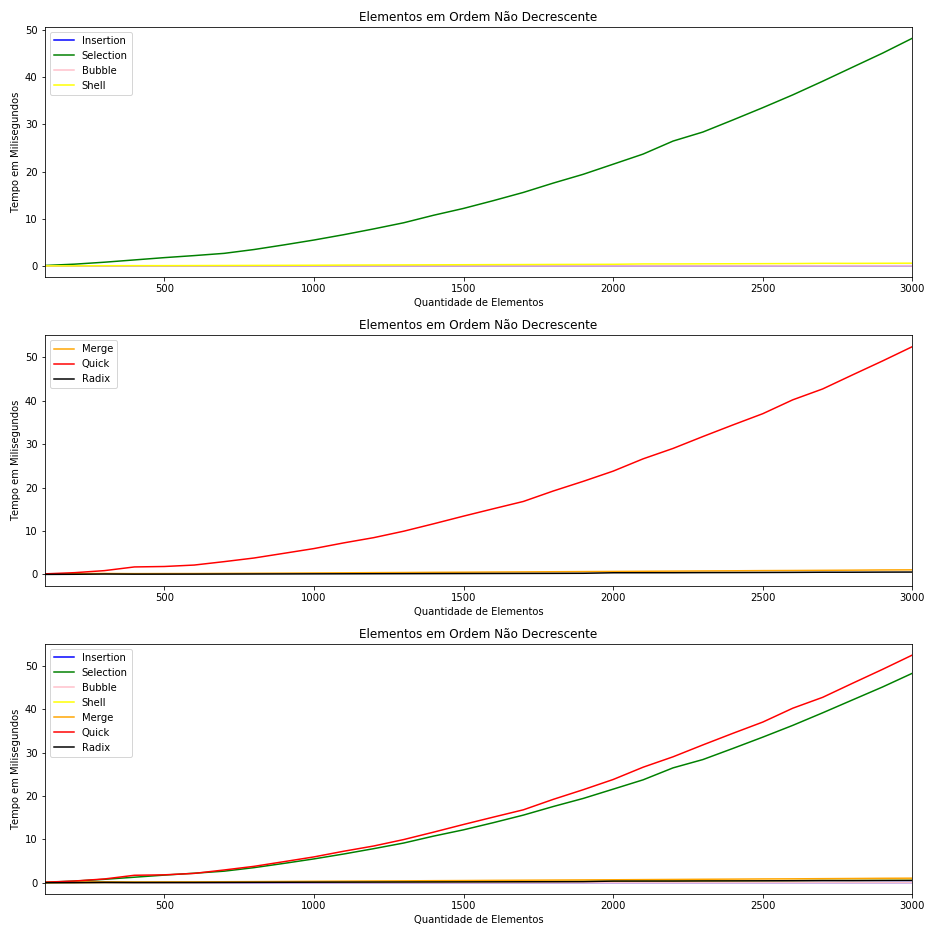 Elementos em Ordem Não Decrescente
Insertion
Selection
Bubble
Shell
Tempo em Milisegundos
50
40
30
20
10
0
500 1000 1500 2000 2500 3000
Quantidade de Elementos
Elementos em Ordem Não Decrescente
Merge
Quick
Radix
Tempo em Milisegundos
50
40
30
20
10
0
500 1000 1500 2000 2500 3000
Quantidade de Elementos
Elementos em Ordem Não Decrescente
Insertion
Selection
Bubble
Shell
Merge
Quick
Radix
Tempo em Milisegundos
50
40
30
20
10
0
500 1000 1500 2000 2500 3000
Quantidade de Elementos